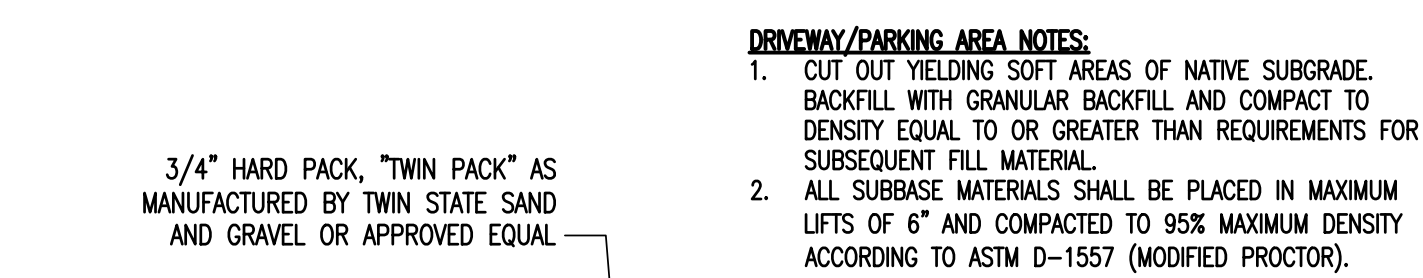 3/4" HARD PACK, "TWIN PACK" AS
MANUFACTURED BY TWIN STATE SAND
AND GRAVEL OR APPROVED EQUAL
DRIVEWAY/PARKING AREA NOTES:
1. CUT OUT YIELDING SOFT AREAS OF NATIVE SUBGRADE.
BACKFILL WITH GRANULAR BACKFILL AND COMPACT TO
DENSITY EQUAL TO OR GREATER THAN REQUIREMENTS FOR
SUBSEQUENT FILL MATERIAL.
2. ALL SUBBASE MATERIALS SHALL BE PLACED IN MAXIMUM
LIFTS OF 6" AND COMPACTED TO 95% MAXIMUM DENSITY
ACCORDING TO ASTM D-1557 (MODIFIED PROCTOR).